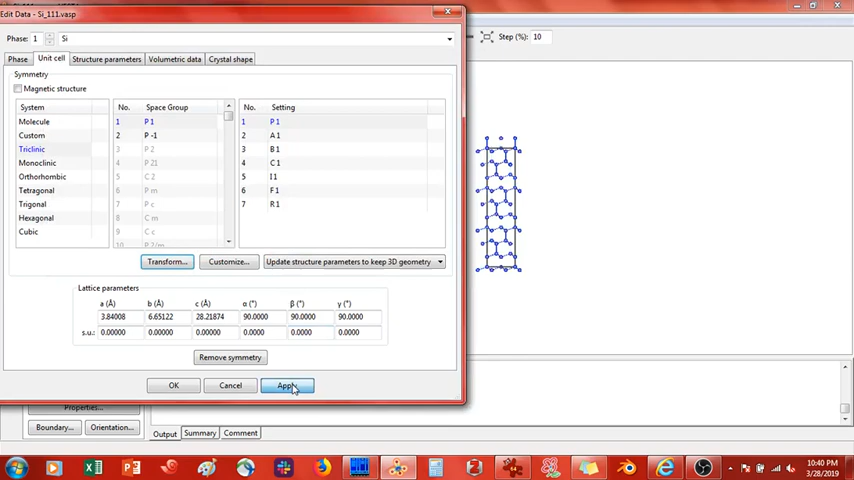 Edit Data - Si_111.vasp
Phase: 1 Si
Step (%): 10
Phase Unit cell Structure parameters Volumetric data Crystal shape
Symmetry
Magnetic structure
System No. Space Group No. Setting
Molecule 1 P 1 1 P 1
Custom 2 P -1 2 A 1
Triclinic 3 P 2 3 B 1
Monoclinic 4 P 21 4 C 1
Orthorhombic 5 C 2 5 I 1
Tetragonal 6 P m 6 F 1
Trigonal 7 P c 7 R 1
Hexagonal 8 C m
Cubic 9 C c
10 P 2/m
Transform... Customize... Update structure parameters to keep 3D geometry
Lattice parameters
a (Å) b (Å) c (Å) α (°) β (°) γ (°)
3.84008 6.65122 28.21874 90.0000 90.0000 90.0000
s.u.: 0.00000 0.00000 0.00000 0.0000 0.0000 0.0000
Remove symmetry
OK Cancel Apply
Properties...
Boundary... Orientation...
Output Summary Comment
10:40 PM
3/28/2019